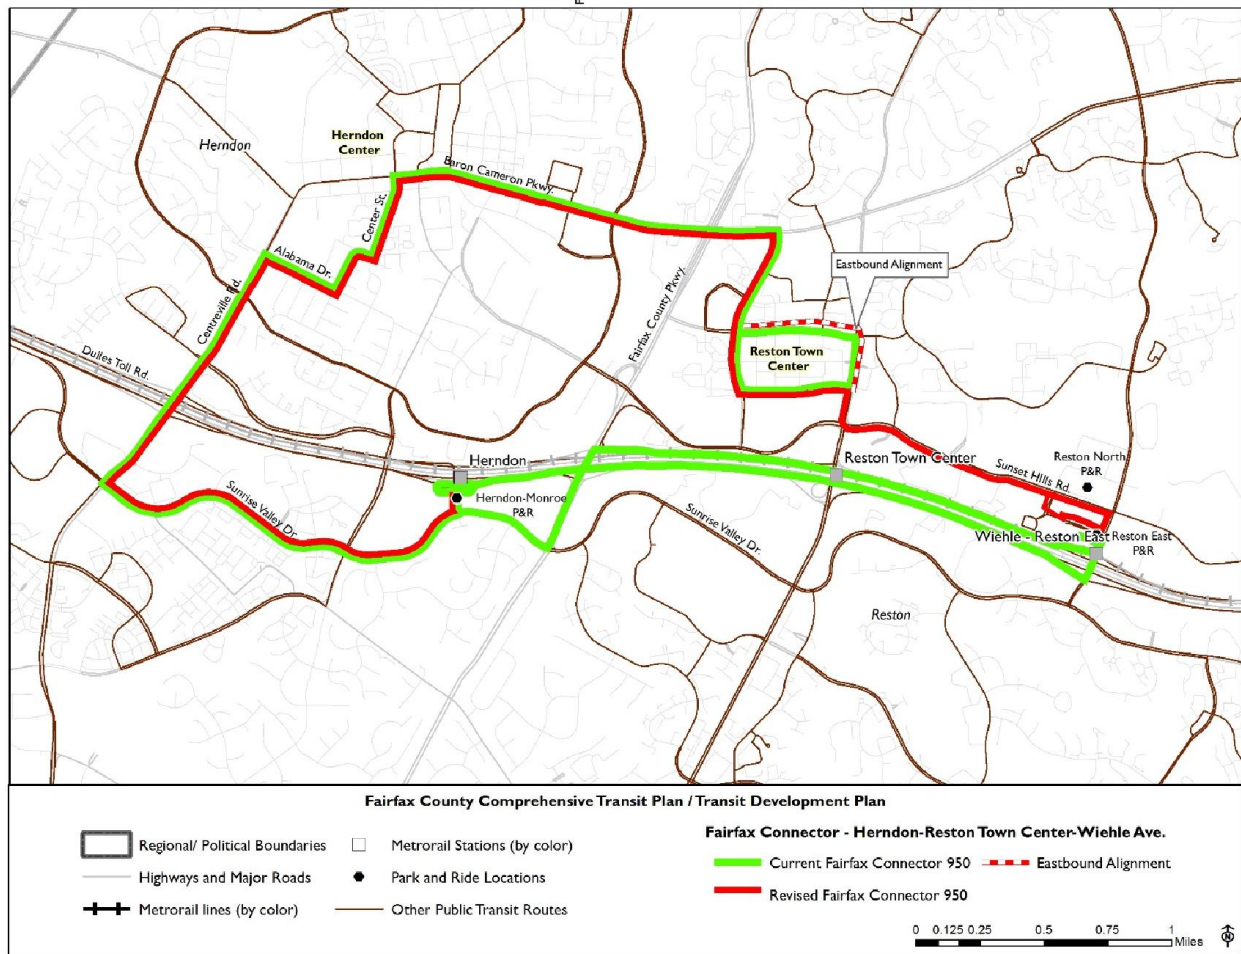 Herndon
Herndon
Center
Baron Cameron Pkwy.
Center St.
Alabama Dr.
Centreville Rd.
Eastbound Alignment
Fairfax County Pkwy.
Reston Town
Center
Dulles Toll Rd.
Herndon
Herndon-Monroe
P&R
Reston Town Center
Reston North
P&R
Sunset Hills Rd.
Sunrise Valley Dr.
Sunrise Valley Dr.
Wiehle - Reston East
Reston East
P&R
Reston
Fairfax County Comprehensive Transit Plan / Transit Development Plan
Regional/ Political Boundaries
Metrorail Stations (by color)
Highways and Major Roads
Park and Ride Locations
Metrorail lines (by color)
Other Public Transit Routes
Fairfax Connector - Herndon-Reston Town Center-Wiehle Ave.
Current Fairfax Connector 950
Eastbound Alignment
Revised Fairfax Connector 950
0 0.125 0.25 0.5 0.75 1
Miles
N